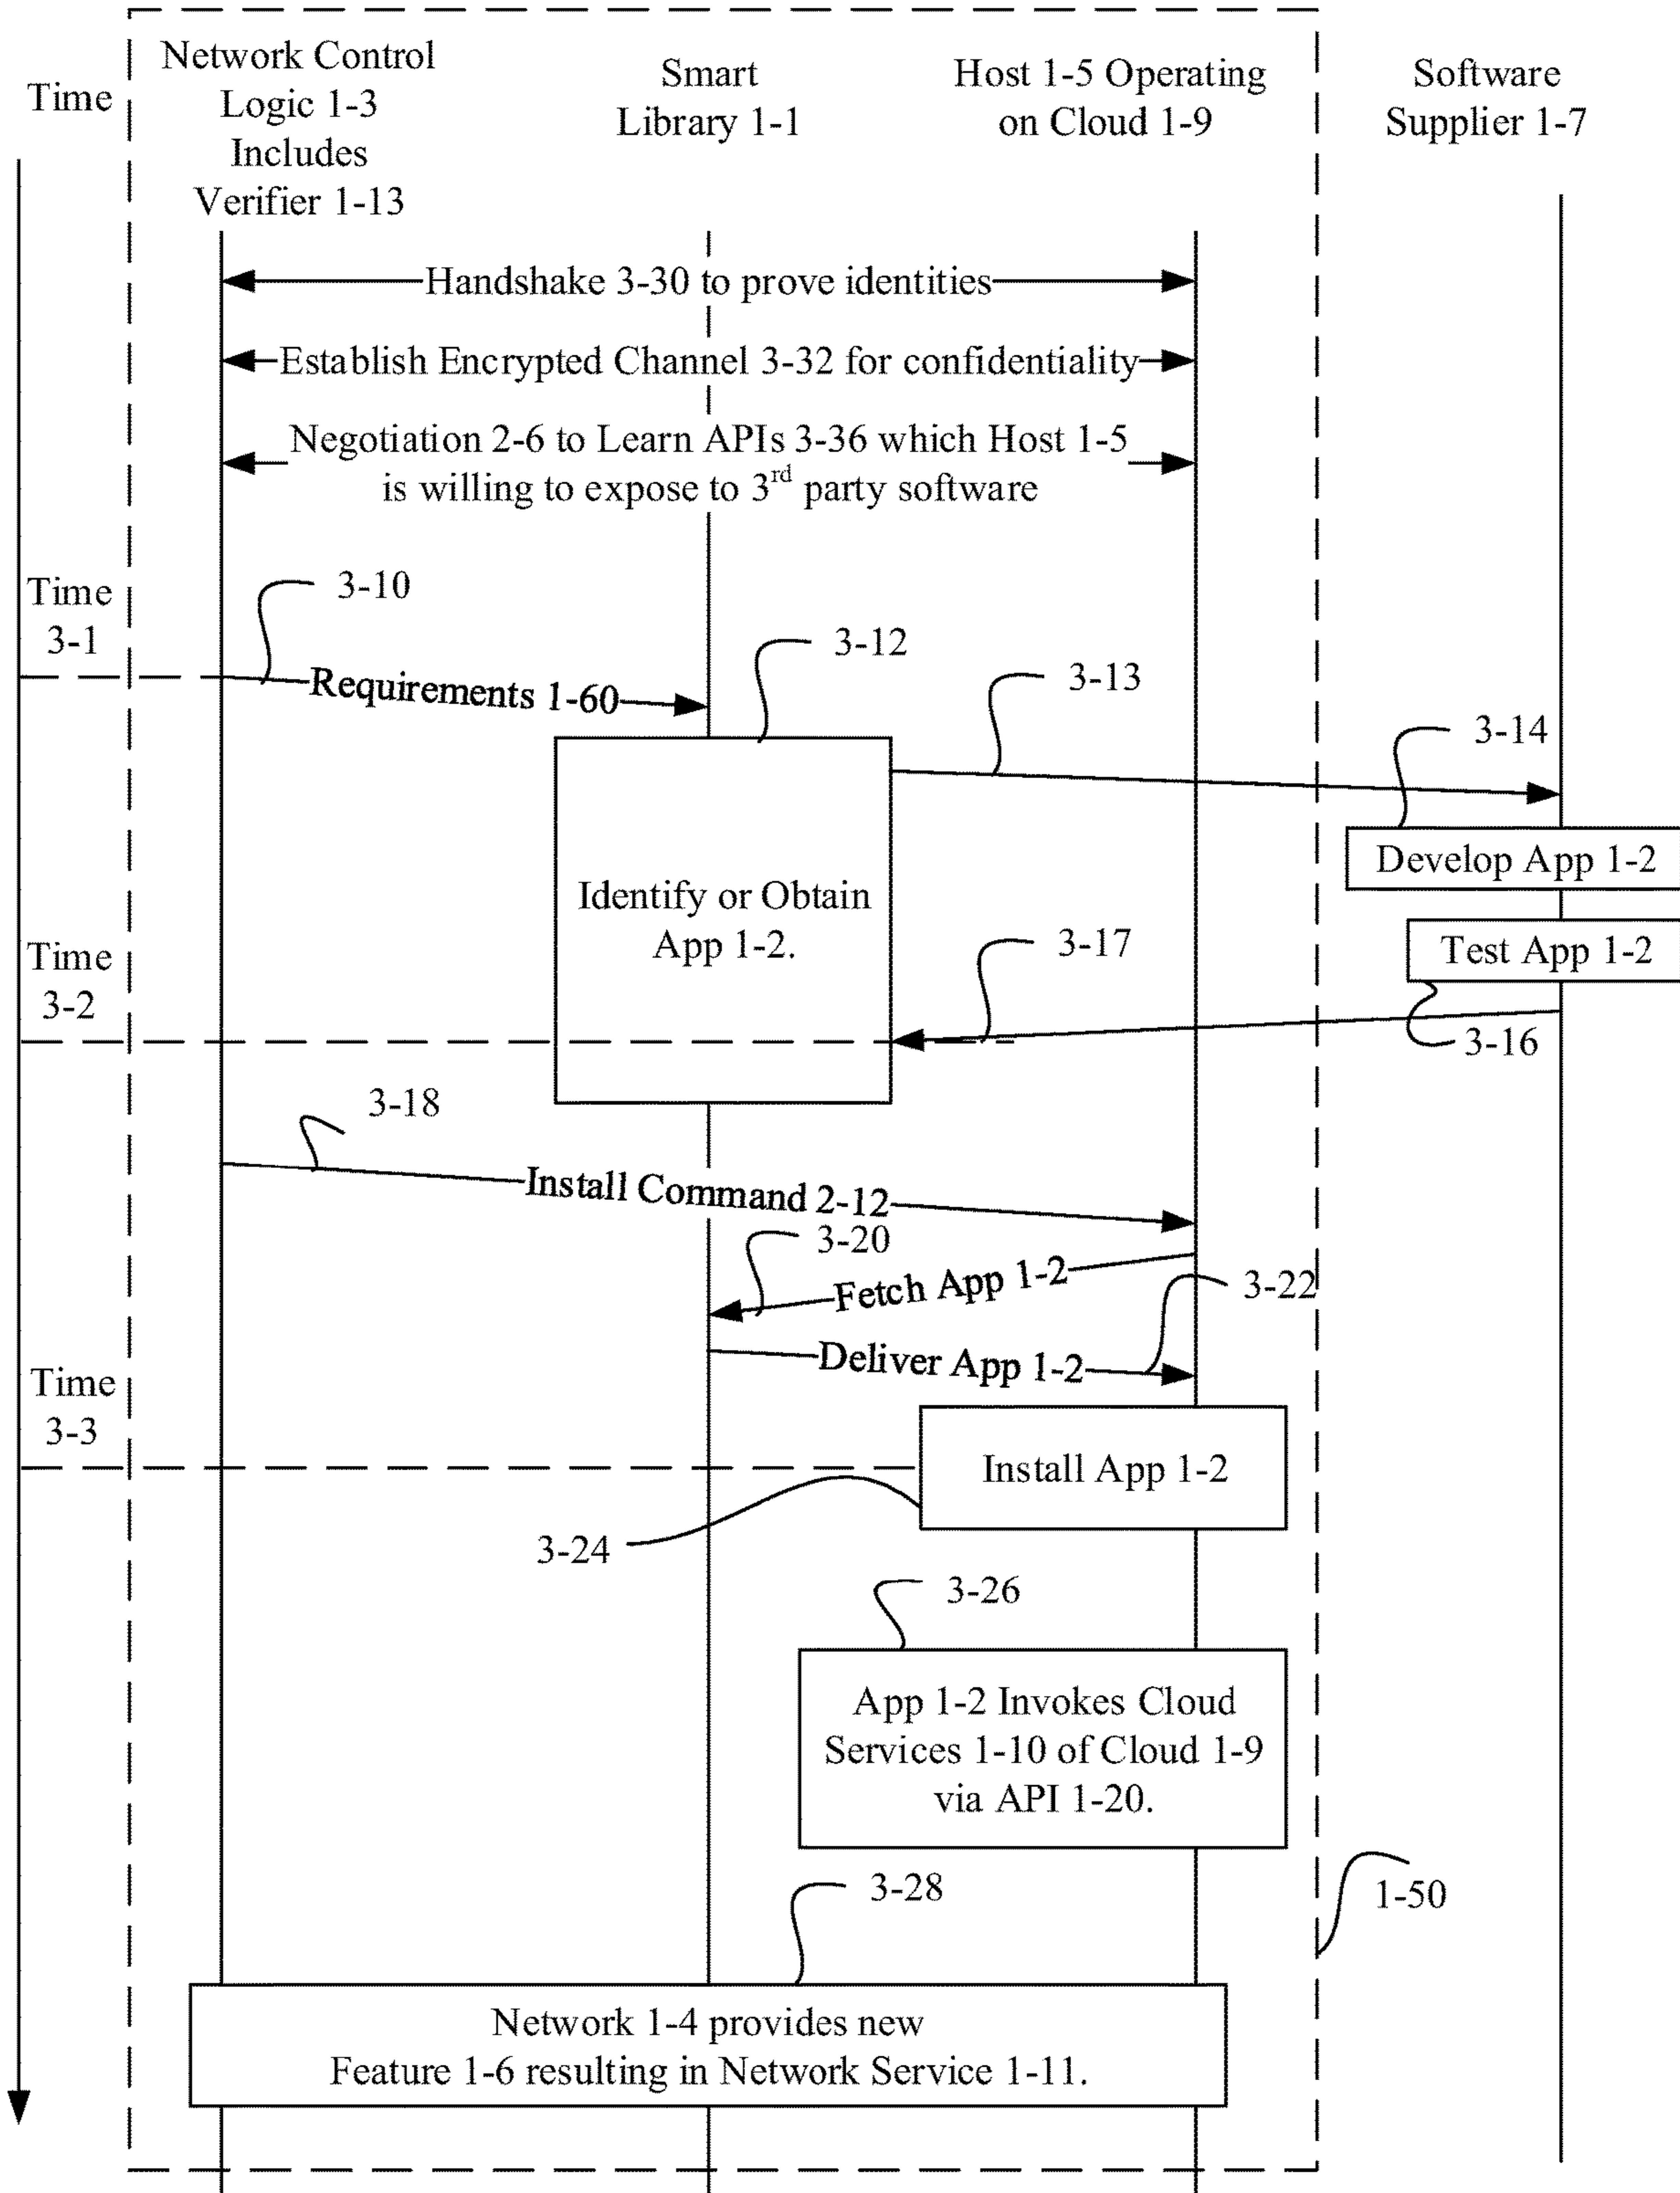 Time
Network Control
Logic 1-3
Includes
Verifier 1-13
Smart
Library 1-1
Host 1-5 Operating
on Cloud 1-9
Software
Supplier 1-7
Handshake 3-30 to prove identities
Establish Encrypted Channel 3-32 for confidentiality
Negotiation 2-6 to Learn APIs 3-36 which Host 1-5
is willing to expose to 3rd party software
Time
3-1
3-10
Requirements 1-60
3-12
3-13
3-14
Develop App 1-2
Identify or Obtain
App 1-2.
Test App 1-2
3-17
Time
3-2
3-16
3-18
Install Command 2-12
3-20
Fetch App 1-2
3-22
Deliver App 1-2
Time
3-3
Install App 1-2
3-24
3-26
App 1-2 Invokes Cloud
Services 1-10 of Cloud 1-9
via API 1-20.
3-28
1-50
Network 1-4 provides new
Feature 1-6 resulting in Network Service 1-11.